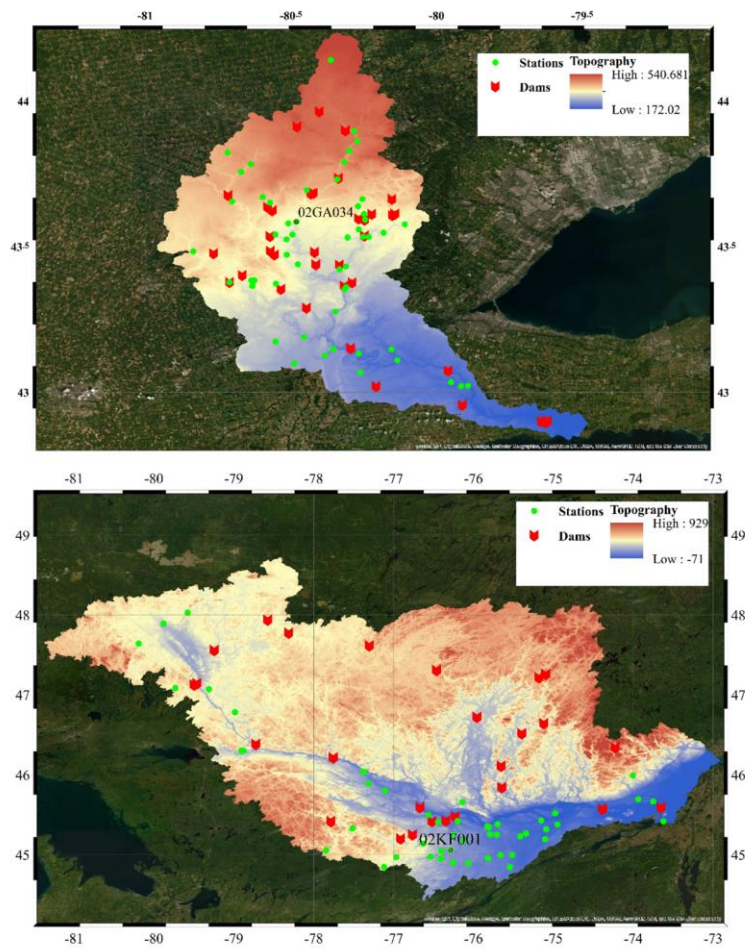 -81 -80.5 -80 -79.5
Stations Topography
High : 540.681
Dams
Low : 172.02
44
44
02GA034
43.5
43.5
43
43
-81 -80 -79 -78 -77 -76 -75 -74 -73
Stations Topography
High : 929
Dams
Low : -71
49
49
48
48
47
47
46
46
45
02KF001
45
-81 -80 -79 -78 -77 -76 -75 -74 -73